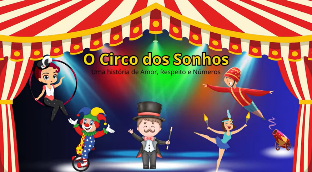 O Circo dos Sonhos
Uma história de Amor, Respeito e Números